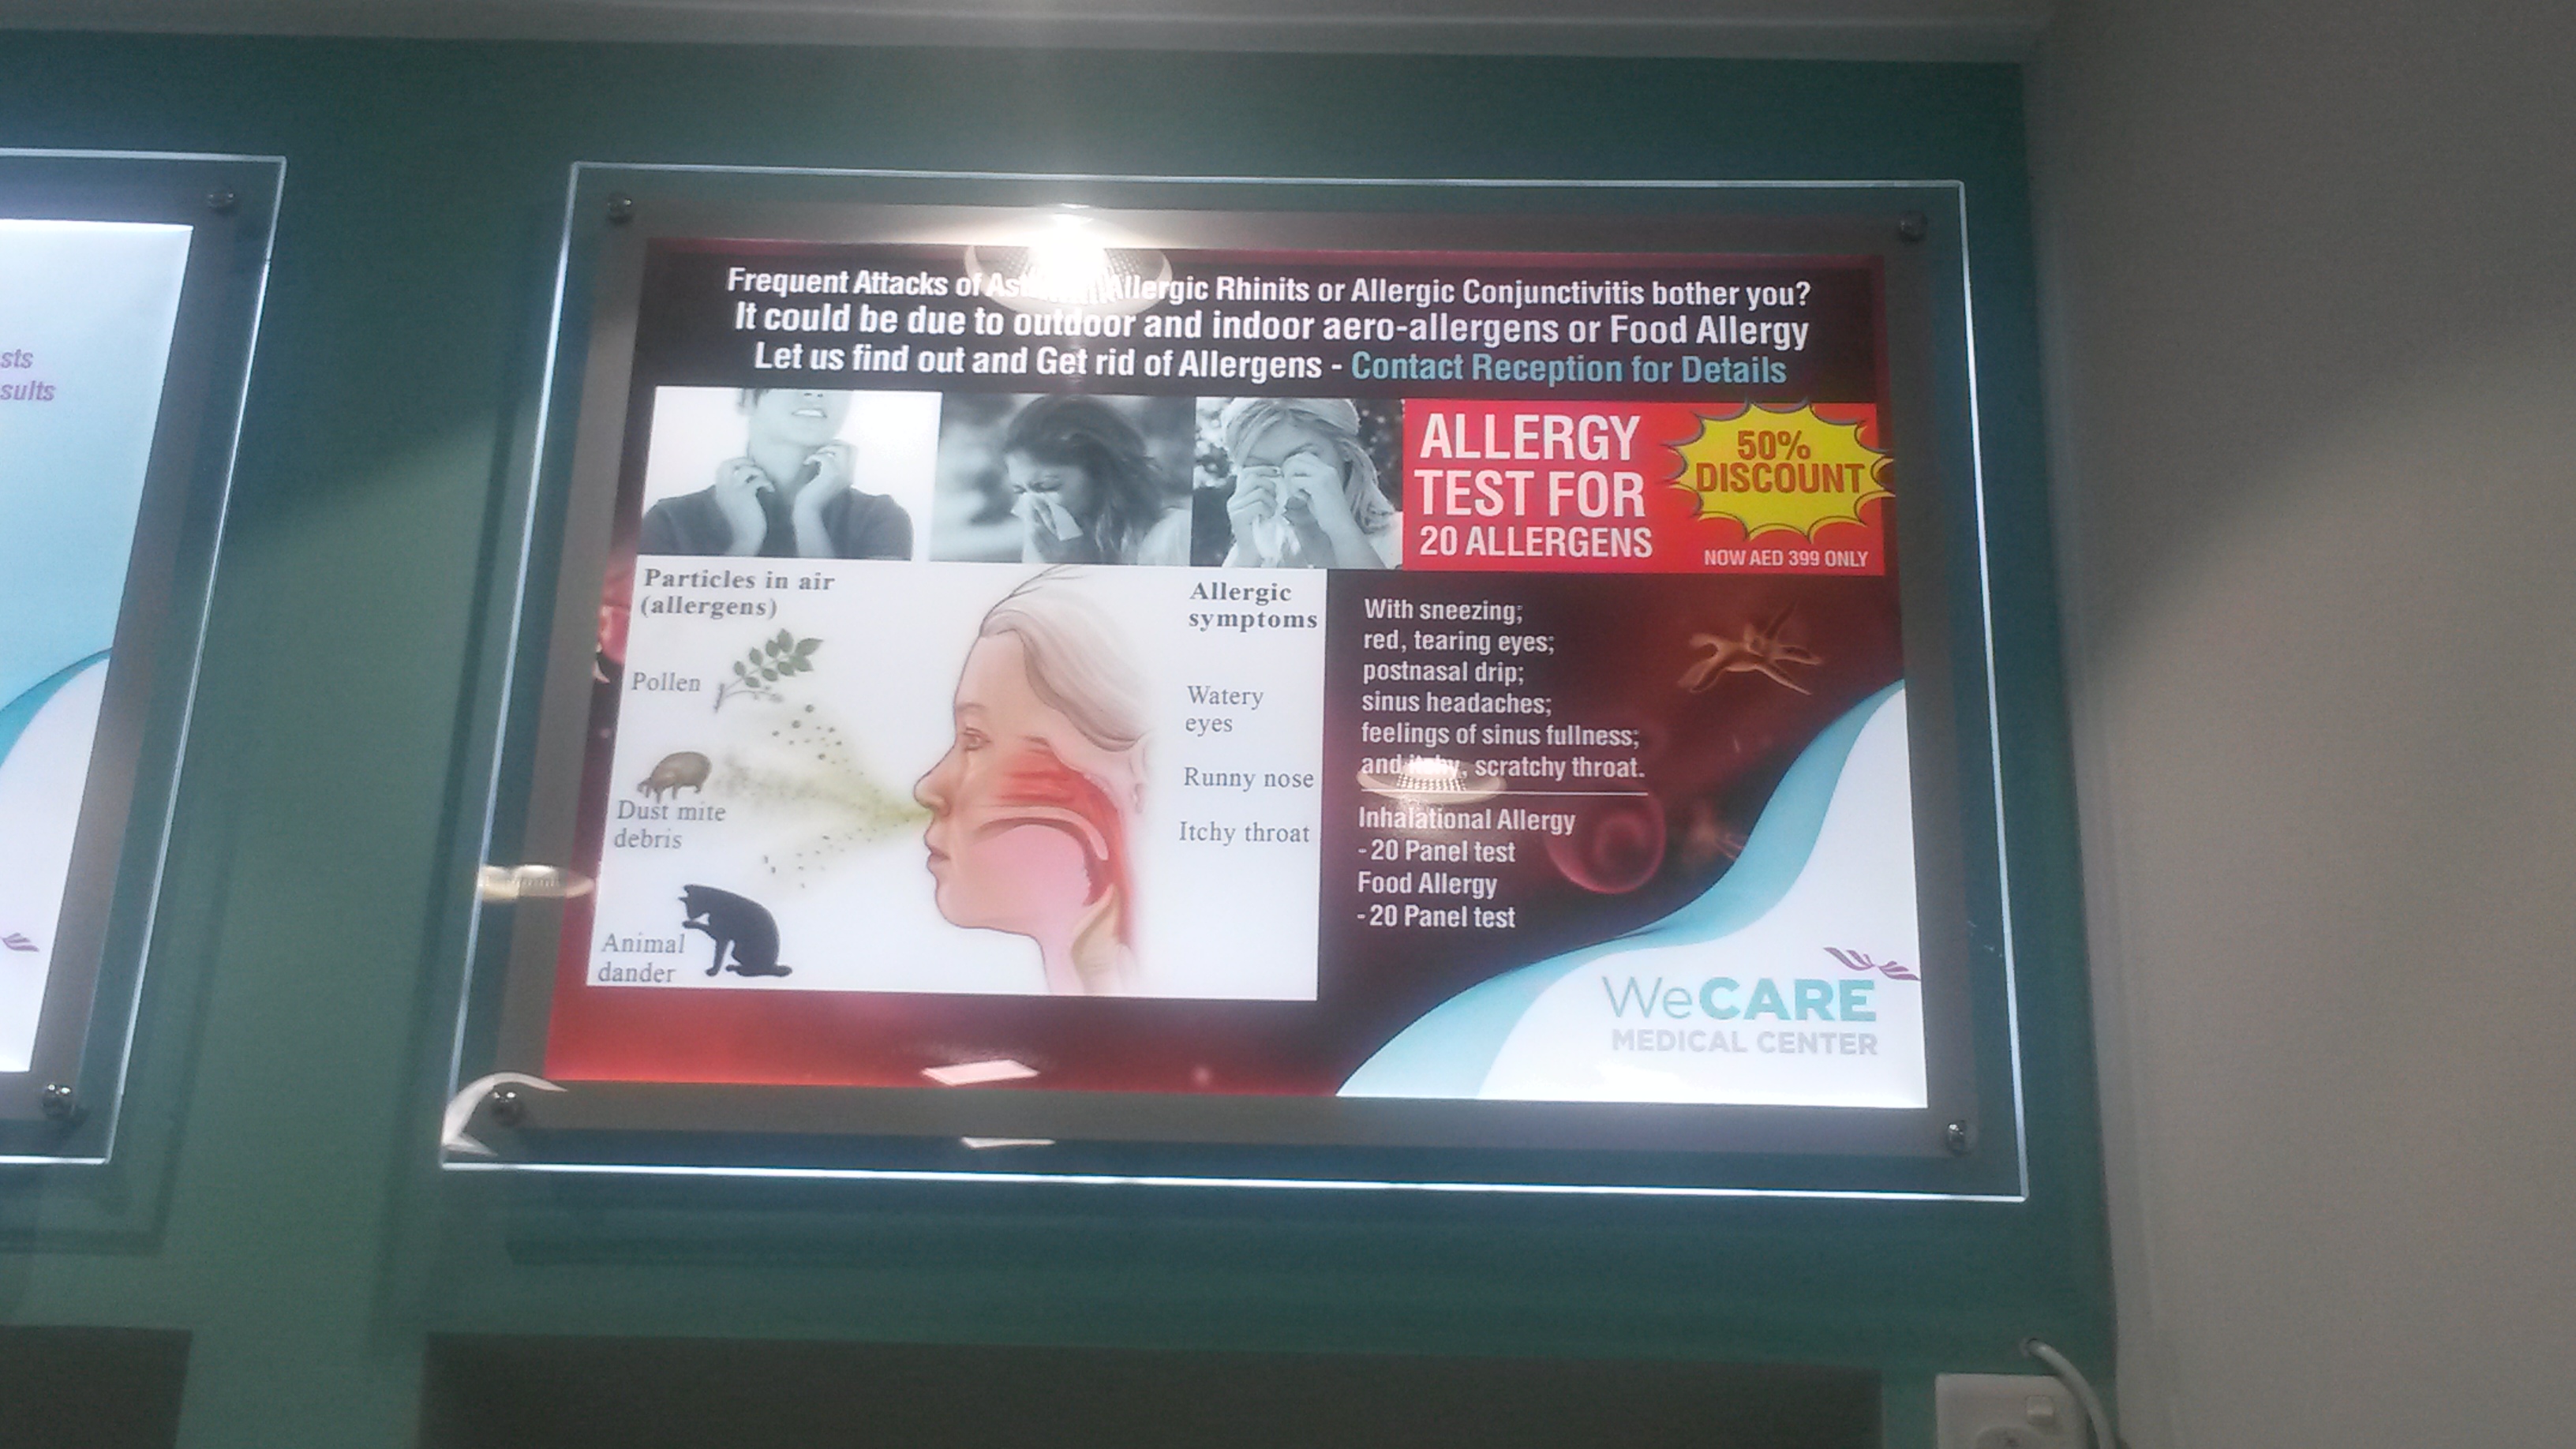 Frequent Attacks of Allergic Rhinits or Allergic Conjunctivitis bother you?
It could be due to outdoor and indoor aero-allergens or Food Allergy
Let us find out and Get rid of Allergens - Contact Reception for Details
ALLERGY
TEST FOR
20 ALLERGENS
50%
DISCOUNT
NOW AED 399 ONLY
Particles in air
(allergens)
Pollen
Dust mite
debris
Animal
dander
Allergic
symptoms
Watery
eyes
Runny nose
Itchy throat
With sneezing;
red, tearing eyes;
postnasal drip;
sinus headaches;
feelings of sinus fullness;
and itchy, scratchy throat.
Inhalational Allergy
- 20 Panel test
Food Allergy
- 20 Panel test
WeCARE
MEDICAL CENTER
sts
sults